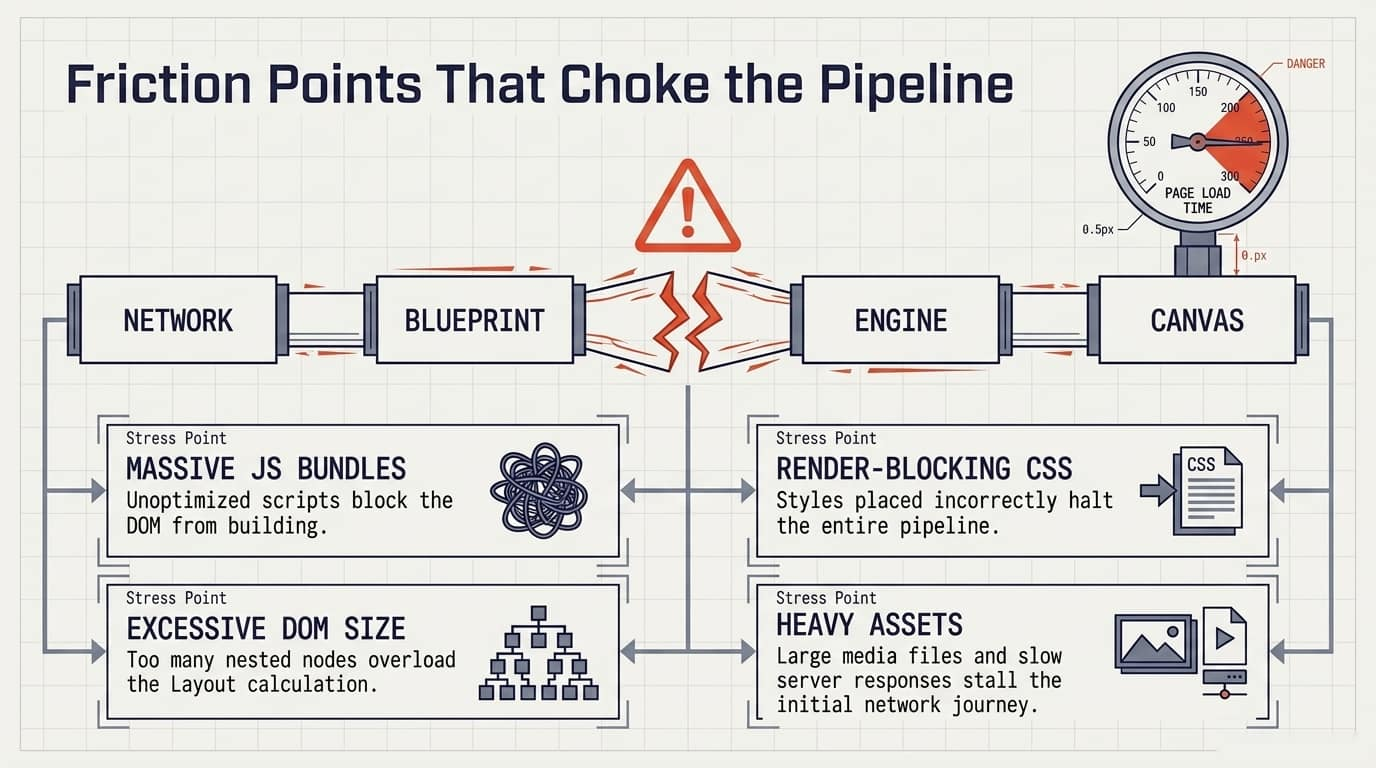 Friction Points That Choke the Pipeline
DANGER
150
100
200
50
250
0
300
PAGE LOAD
TIME
0.5px
0.px
NETWORK
BLUEPRINT
ENGINE
CANVAS
Stress Point
MASSIVE JS BUNDLES
Unoptimized scripts block the
DOM from building.
Stress Point
RENDER-BLOCKING CSS
Styles placed incorrectly halt
the entire pipeline.
CSS
Stress Point
EXCESSIVE DOM SIZE
Too many nested nodes overload
the Layout calculation.
Stress Point
HEAVY ASSETS
Large media files and slow
server responses stall the
initial network journey.